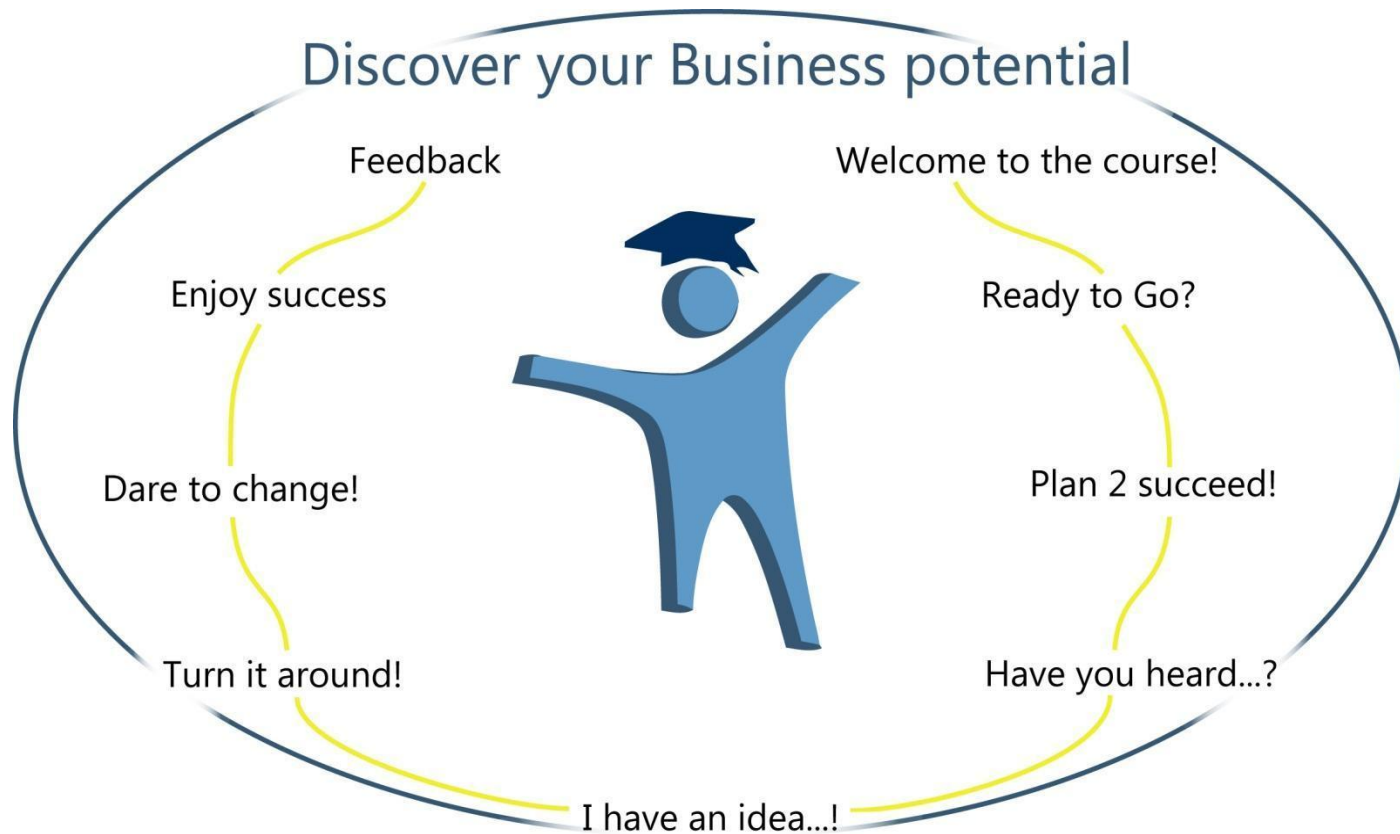 Discover your Business potential
Feedback
Welcome to the course!
Enjoy success
Ready to Go?
Dare to change!
Plan 2 succeed!
Turn it around!
Have you heard...?
I have an idea...!